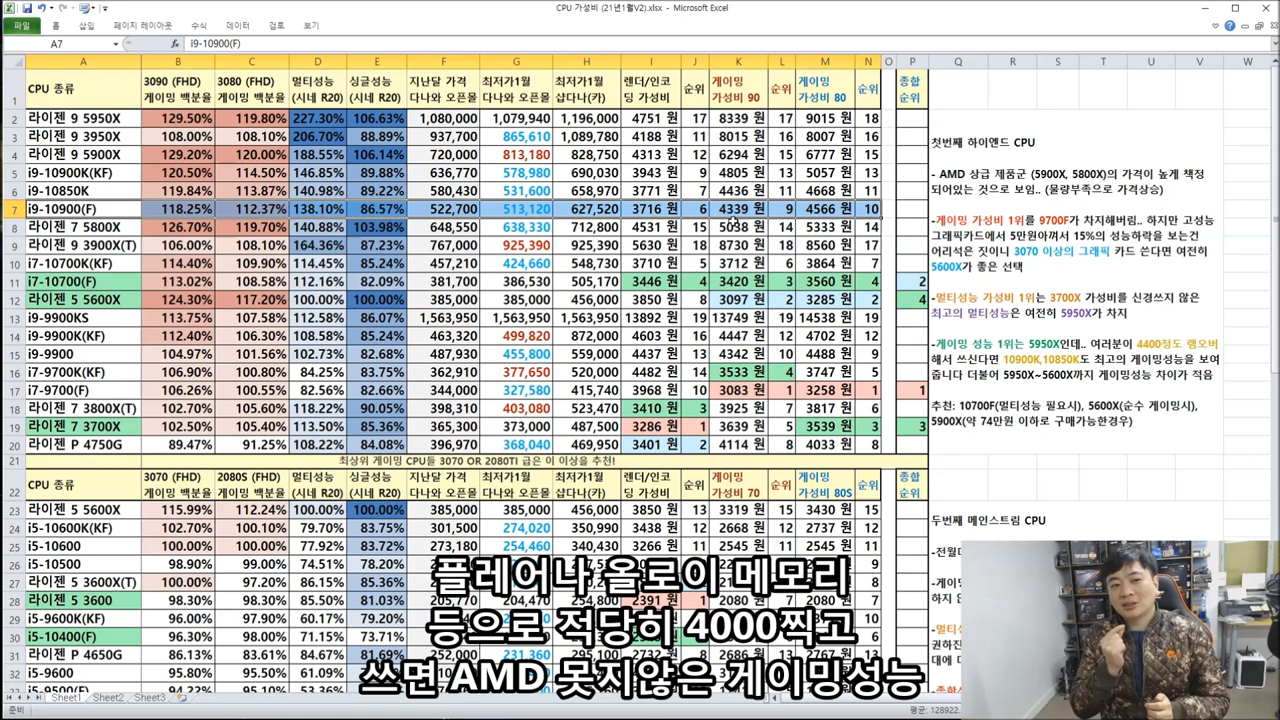 CPU 가성비 (21년1월V2).xlsx - Microsoft Excel
파일 홈 삽입 페이지 레이아웃 수식 데이터 검토 보기
A7 fx i9-10900(F)
A B C D E F G H I J K L M N O P Q R S T U V W
1 CPU 종류 3090 (FHD) 게이밍 백분율 3080 (FHD) 게이밍 백분율 멀티성능 (시네 R20) 싱글성능 (시네 R20) 지난달 가격 다나와 오픈몰 최저가1월 다나와 오픈몰 최저가1월 샵다나(카) 렌더/인코딩 가성비 순위 게이밍 가성비 90 순위 게이밍 가성비 80 순위 종합 순위
2 라이젠 9 5950X 129.50% 119.80% 227.30% 106.63% 1,080,000 1,079,940 1,196,000 4751 원 17 8339 원 17 9015 원 18
3 라이젠 9 3950X 108.00% 108.10% 206.70% 88.89% 967,700 865,610 1,089,780 4188 원 11 8015 원 16 8007 원 16
4 라이젠 9 5900X 129.20% 120.00% 188.55% 106.14% 720,000 813,180 828,750 4313 원 12 6294 원 15 6777 원 15
5 i9-10900K(KF) 120.50% 114.50% 146.85% 89.88% 636,770 578,980 690,030 3943 원 9 4805 원 13 5057 원 13
6 i9-10850K 119.84% 113.87% 140.98% 89.22% 580,430 531,600 658,960 3771 원 7 4436 원 11 4668 원 11
7 i9-10900(F) 118.25% 112.37% 138.10% 86.57% 522,700 513,120 627,520 3716 원 6 4339 원 9 4566 원 10
8 라이젠 7 5800X 126.70% 119.70% 140.88% 103.98% 648,550 638,330 712,800 4531 원 15 5038 원 14 5333 원 14
9 라이젠 9 3900X(T) 106.00% 108.00% 164.36% 87.23% 767,000 925,390 925,390 5630 원 18 8730 원 18 8560 원 17
10 i7-10700K(KF) 114.40% 109.90% 114.45% 85.24% 457,210 424,660 548,730 3710 원 5 3712 원 6 3864 원 7
11 i7-10700(F) 113.02% 108.58% 112.16% 82.09% 381,700 386,530 505,170 3446 원 4 3420 원 3 3560 원 4 2
12 라이젠 5 5600X 124.30% 117.20% 100.00% 100.00% 385,000 385,000 456,000 3850 원 8 3097 원 2 3285 원 2 4
13 i9-9900KS 113.75% 107.58% 112.58% 86.07% 1,563,950 1,563,950 1,563,950 13892 원 19 13749 원 19 14538 원 19
14 i9-9900K(KF) 112.40% 106.30% 108.58% 85.24% 499,820 872,000 4603 원 16 4447 원 12 4702 원 12
15 i9-9900 104.97% 101.56% 102.73% 82.68% 487,930 455,800 508,000 4437 원 13 4342 원 10 4488 원 9
16 i7-9700K(KF) 106.90% 100.80% 84.25% 83.75% 362,910 377,650 520,000 4482 원 14 3533 원 4 3747 원 5
17 i7-9700(F) 106.26% 100.55% 82.56% 82.66% 344,000 327,580 415,470 3968 원 10 3083 원 1 3258 원 1 1
18 라이젠 7 3800X(T) 102.70% 105.60% 118.22% 90.05% 398,310 403,080 523,470 3410 원 3 3925 원 7 3817 원 6
19 라이젠 7 3700X 102.50% 105.40% 113.50% 86.37% 365,300 373,000 487,500 3286 원 1 3639 원 5 3539 원 3 3
20 라이젠 P 4750G 89.47% 91.25% 108.22% 84.08% 396,970 368,040 469,950 3401 원 2 4114 원 8 4033 원 8
21 최상위 게이밍 CPU들 3070 OR 2080TI 급은 이 이상을 추천!
22 CPU 종류 3070 (FHD) 게이밍 백분율 2080S (FHD) 게이밍 백분율 멀티성능 (시네 R20) 싱글성능 (시네 R20) 지난달 가격 다나와 오픈몰 최저가1월 다나와 오픈몰 최저가1월 샵다나(카) 렌더/인코딩 가성비 순위 게이밍 가성비 70 순위 게이밍 가성비 80S 순위 종합 순위
23 라이젠 5 5600X 115.99% 112.24% 100.00% 100.00% 385,000 385,000 456,000 3850 원 13 3319 원 15 3430 원 15
24 i5-10600K(KF) 102.70% 100.10% 79.70% 83.75% 301,500 274,020 350,990 3438 원 12 2668 원 12 2737 원 12
25 i5-10600 100.00% 100.00% 77.92% 83.72% 273,180 254,460 340,430 3266 원 11 2545 원 11 2545 원 11
26 i5-10500 98.90% 99.00% 74.51% 78.20%
27 라이젠 5 3600X(T) 100.00% 97.20% 86.15% 85.36%
28 라이젠 5 3600 98.30% 98.30% 85.50% 81.03% 205,770 204,470 254,800 2391 원 1 2080 원 2080 원
29 i5-9600K(KF) 96.00% 97.90% 60.17% 79.20%
30 i5-10400(F) 96.30% 98.00% 71.15% 73.71%
31 라이젠 P 4650G 86.13% 83.61% 84.67% 81.69% 252,000 231,360 295,100
32 i5-9600 95.80% 95.50% 61.09%
i5-9500(F) 94.22% 95.10% 53.36%
첫번째 하이엔드 CPU
- AMD 상급 제품군 (5900X, 5800X)의 가격이 높게 책정
되어있는 것으로 보임.. (물량부족으로 가격상승)
-게이밍 가성비 1위를 9700F가 차지해버림.. 하지만 고성능
그래픽카드에서 5만원아껴서 15%의 성능하락을 보는건
어리석은 짓이니 3070 이상의 그래픽 카드 쓴다면 여전히
5600X가 좋은 선택
-멀티성능 가성비 1위는 3700X 가성비를 신경쓰지 않은
최고의 멀티성능은 여전히 5950X가 차지
-게이밍 성능 1위는 5950X인데.. 여러분이 4400정도 램오버
해서 쓰신다면 10900K,10850K도 최고의 게이밍성능을 보여
줍니다 더불어 5950X~5600X까지 게이밍성능 차이가 적음
추천: 10700F(멀티성능 필요시), 5600X(순수 게이밍시),
5900X(약 74만원 이하로 구매가능한경우)
두번째 메인스트림 CPU
플레어나 올로이 메모리
등으로 적당히 4000찍고
쓰면 AMD 못지않은 게이밍성능
Sheet1 Sheet2 Sheet3
준비